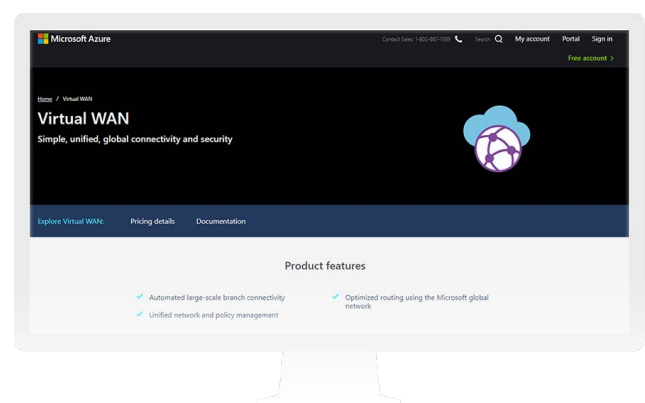 Microsoft Azure
Contact Sales: 1-800-867-1389
Search
My account
Portal
Sign in
Free account >
Home / Virtual WAN
Virtual WAN
Simple, unified, global connectivity and security
Explore Virtual WAN:
Pricing details
Documentation
Product features
Automated large-scale branch connectivity
Unified network and policy management
Optimized routing using the Microsoft global
network